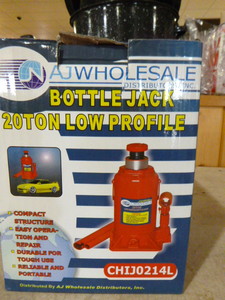 AJ WHOLESALE
DISTRIBUTORS, INC.
BOTTLE JACK
20TON LOW PROFILE
COMPACT
STRUCTURE
EASY OPERA-
TION AND
REPAIR
DURABLE FOR
TOUGH USE
RELIABLE AND
PORTABLE
CHIJ0214L
Distributed by AJ Wholesale Distributors, Inc.